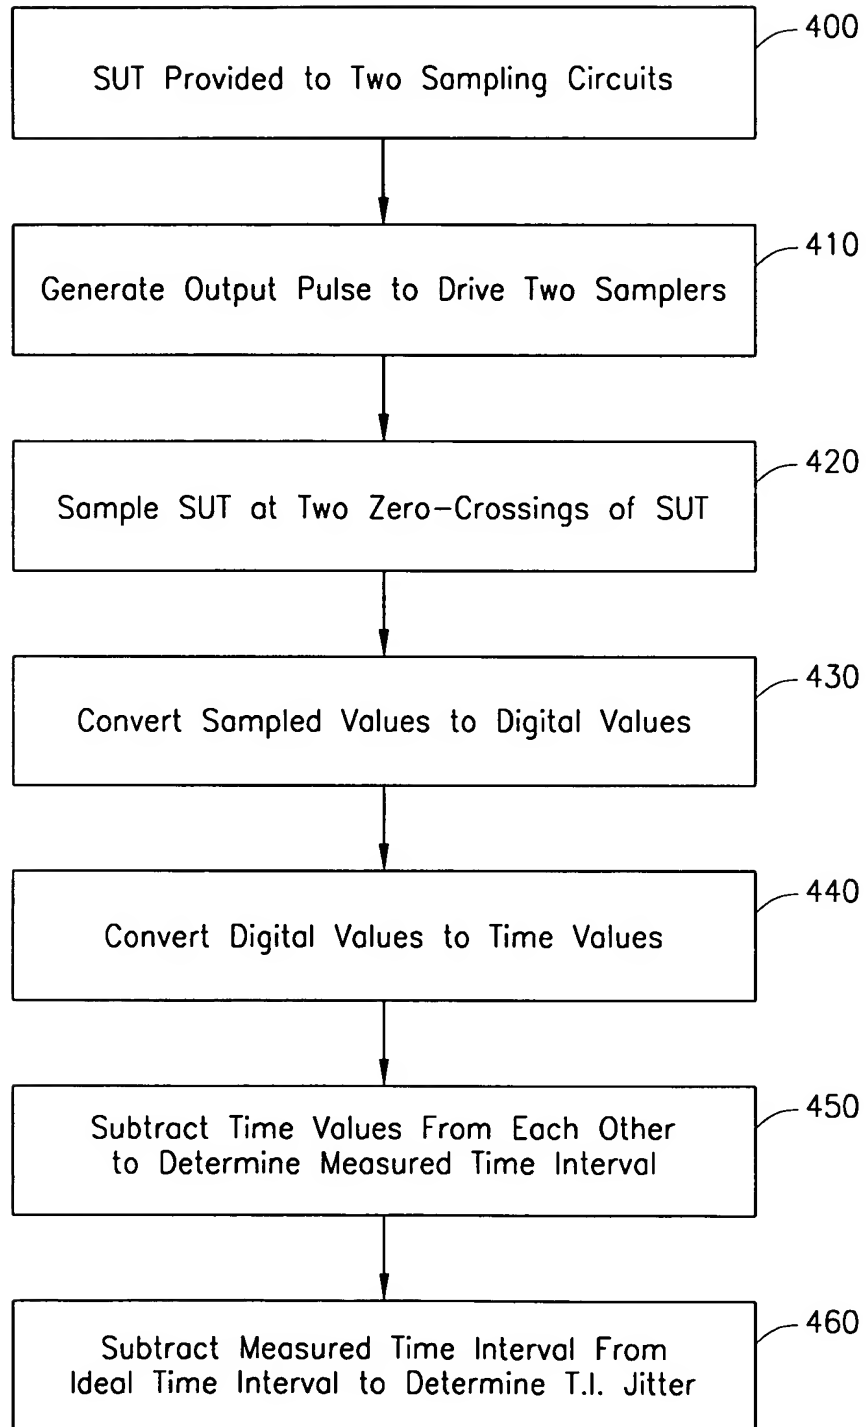 400
SUT Provided to Two Sampling Circuits
410
Generate Output Pulse to Drive Two Samplers
420
Sample SUT at Two Zero-Crossings of SUT
430
Convert Sampled Values to Digital Values
440
Convert Digital Values to Time Values
450
Subtract Time Values From Each Other
to Determine Measured Time Interval
460
Subtract Measured Time Interval From
Ideal Time Interval to Determine T.I. Jitter